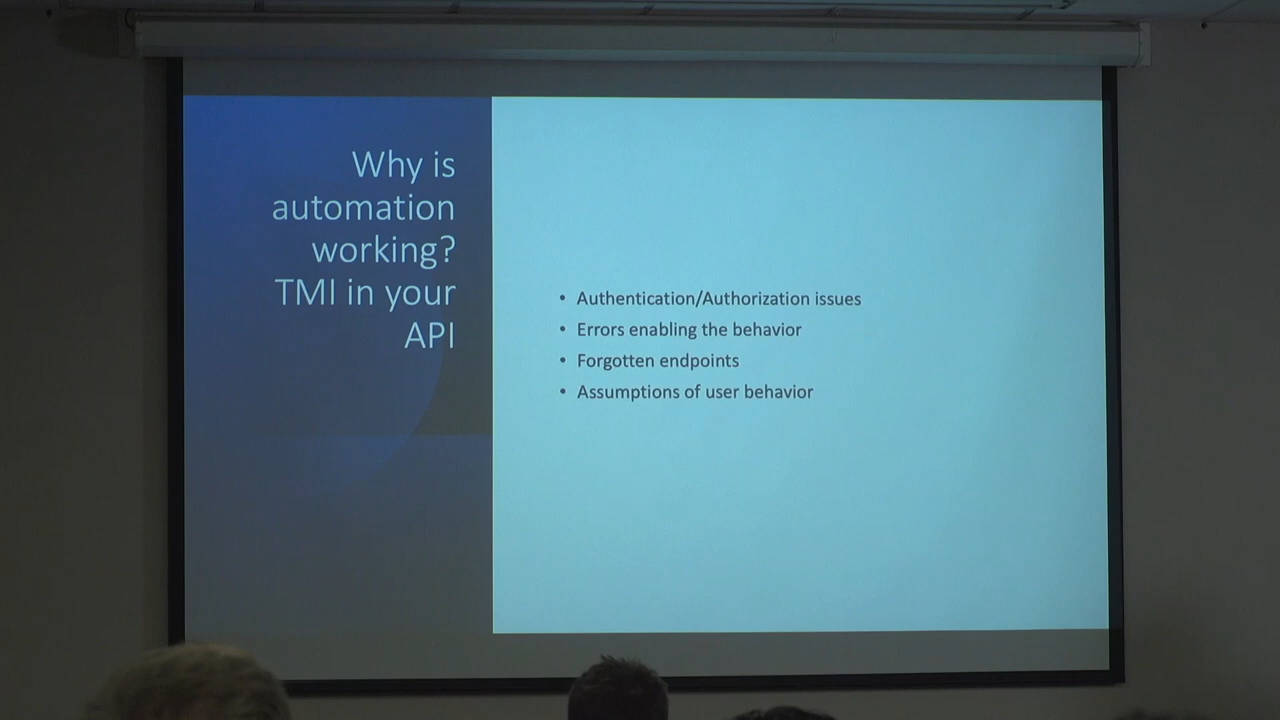 Why is
automation
working?
TMI in your
API
• Authentication/Authorization issues
• Errors enabling the behavior
• Forgotten endpoints
• Assumptions of user behavior